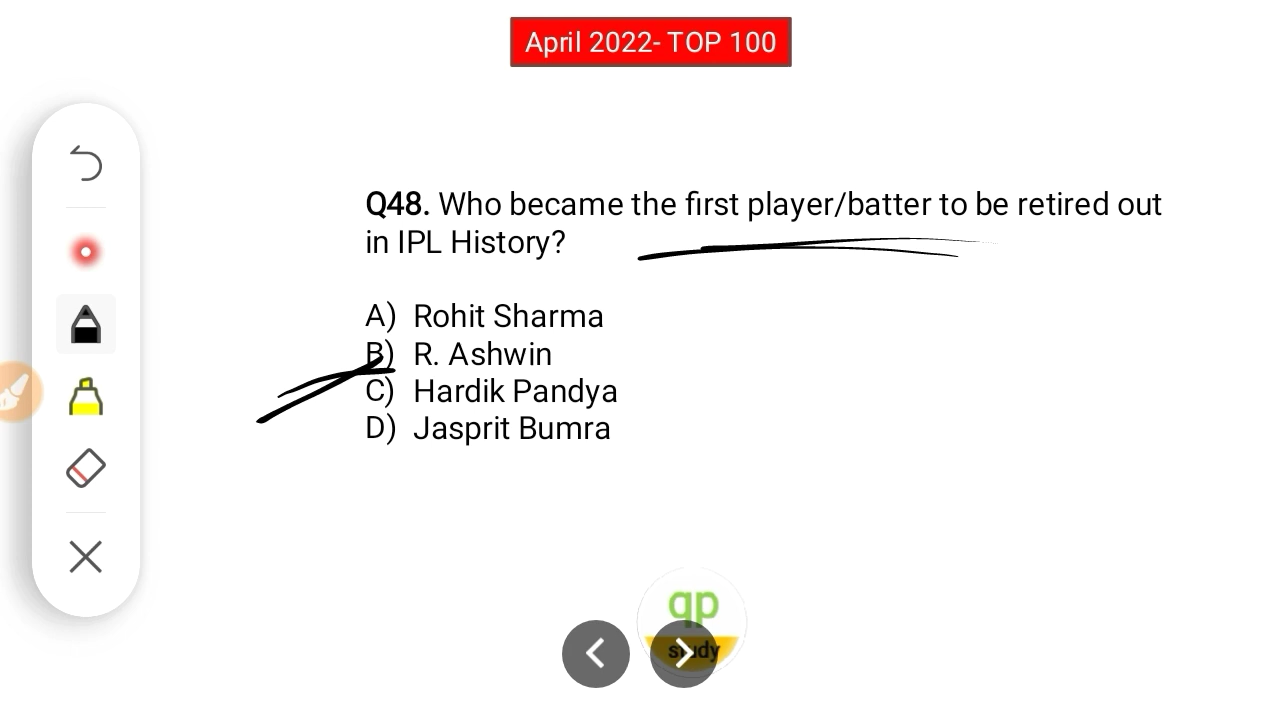 April 2022- TOP 100
Q48. Who became the first player/batter to be retired out
in IPL History?
A) Rohit Sharma
B) R. Ashwin
C) Hardik Pandya
D) Jasprit Bumra
qp
study